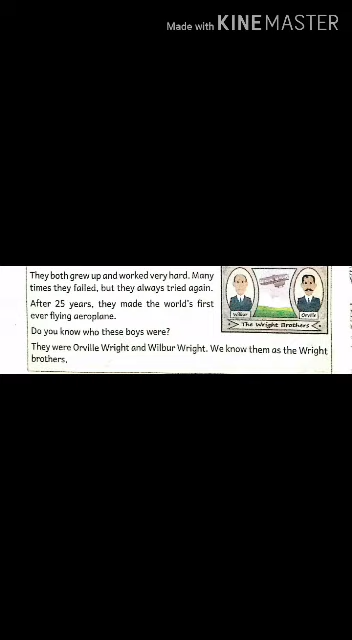 Made with KINEMASTER
They both grew up and worked very hard. Many
times they failed, but they always tried again.
After 25 years, they made the world's first
ever flying aeroplane.
Do you know who these boys were?
They were Orville Wright and Wilbur Wright. We know them as the Wright
brothers.
Wilbur
Orville
The Wright Brothers